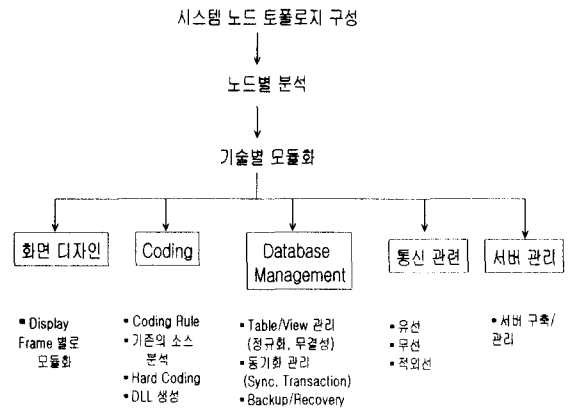 시스템 노드 토폴로지 구성
노드별 분석
기술별 모듈화
화면 디자인
Coding
Database
Management
통신 관련
서버 관리
▪ Display
Frame 별로
모듈화
▪ Coding Rule
▪ 기존의 소스
분석
▪ Hard Coding
▪ DLL 생성
▪ Table/View 관리
(정규화, 무결성)
▪ 동기화 관리
(Sync. Transaction)
▪ Backup/Recovery
▪ 유선
▪ 무선
▪ 적외선
▪ 서버 구축/
관리